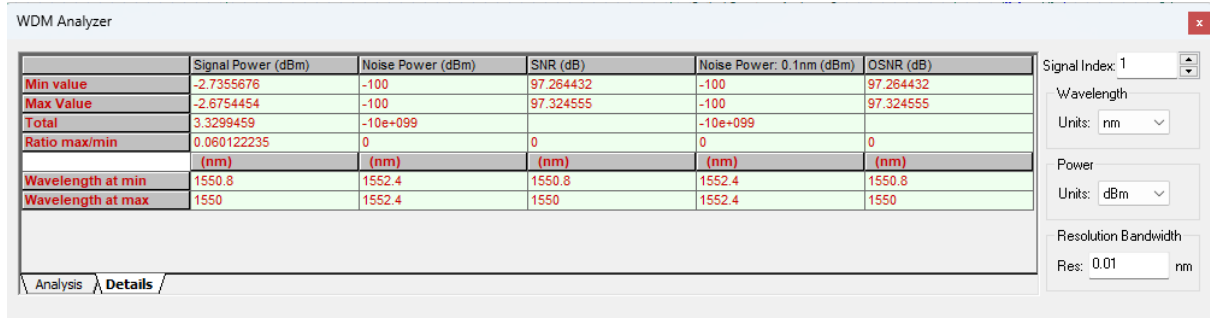 WDM Analyzer
x
Signal Power (dBm) Noise Power (dBm) SNR (dB) Noise Power: 0.1nm (dBm) OSNR (dB)
Min value -2.7355676 -100 97.264432 -100 97.264432
Max Value -2.6754454 -100 97.324555 -100 97.324555
Total 3.3299459 -10e+099 -10e+099
Ratio max/min 0.060122235 0 0 0 0
(nm) (nm) (nm) (nm) (nm)
Wavelength at min 1550.8 1552.4 1550.8 1552.4 1550.8
Wavelength at max 1550 1552.4 1550 1552.4 1550
Analysis Details
Signal Index: 1
Wavelength
Units: nm
Power
Units: dBm
Resolution Bandwidth
Res: 0.01 nm